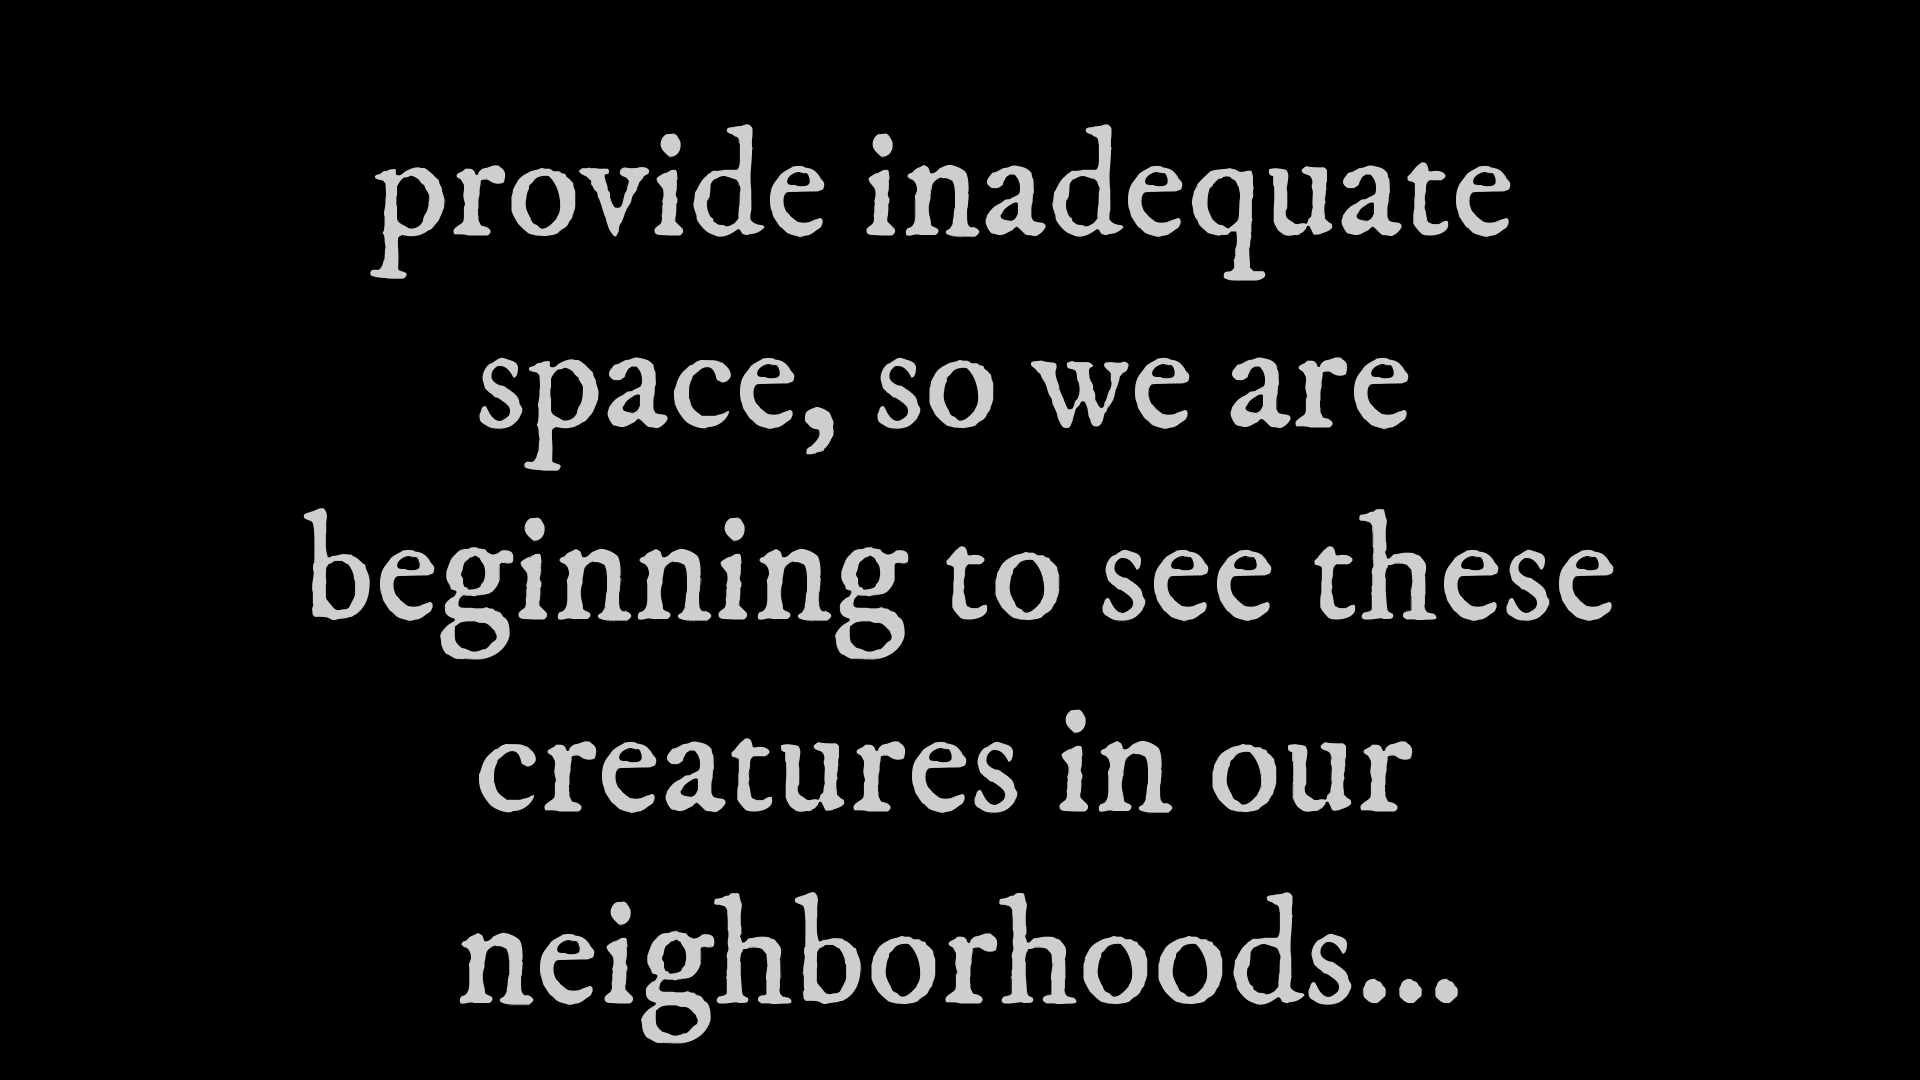 provide inadequate
space, so we are
beginning to see these
creatures in our
neighborhoods...